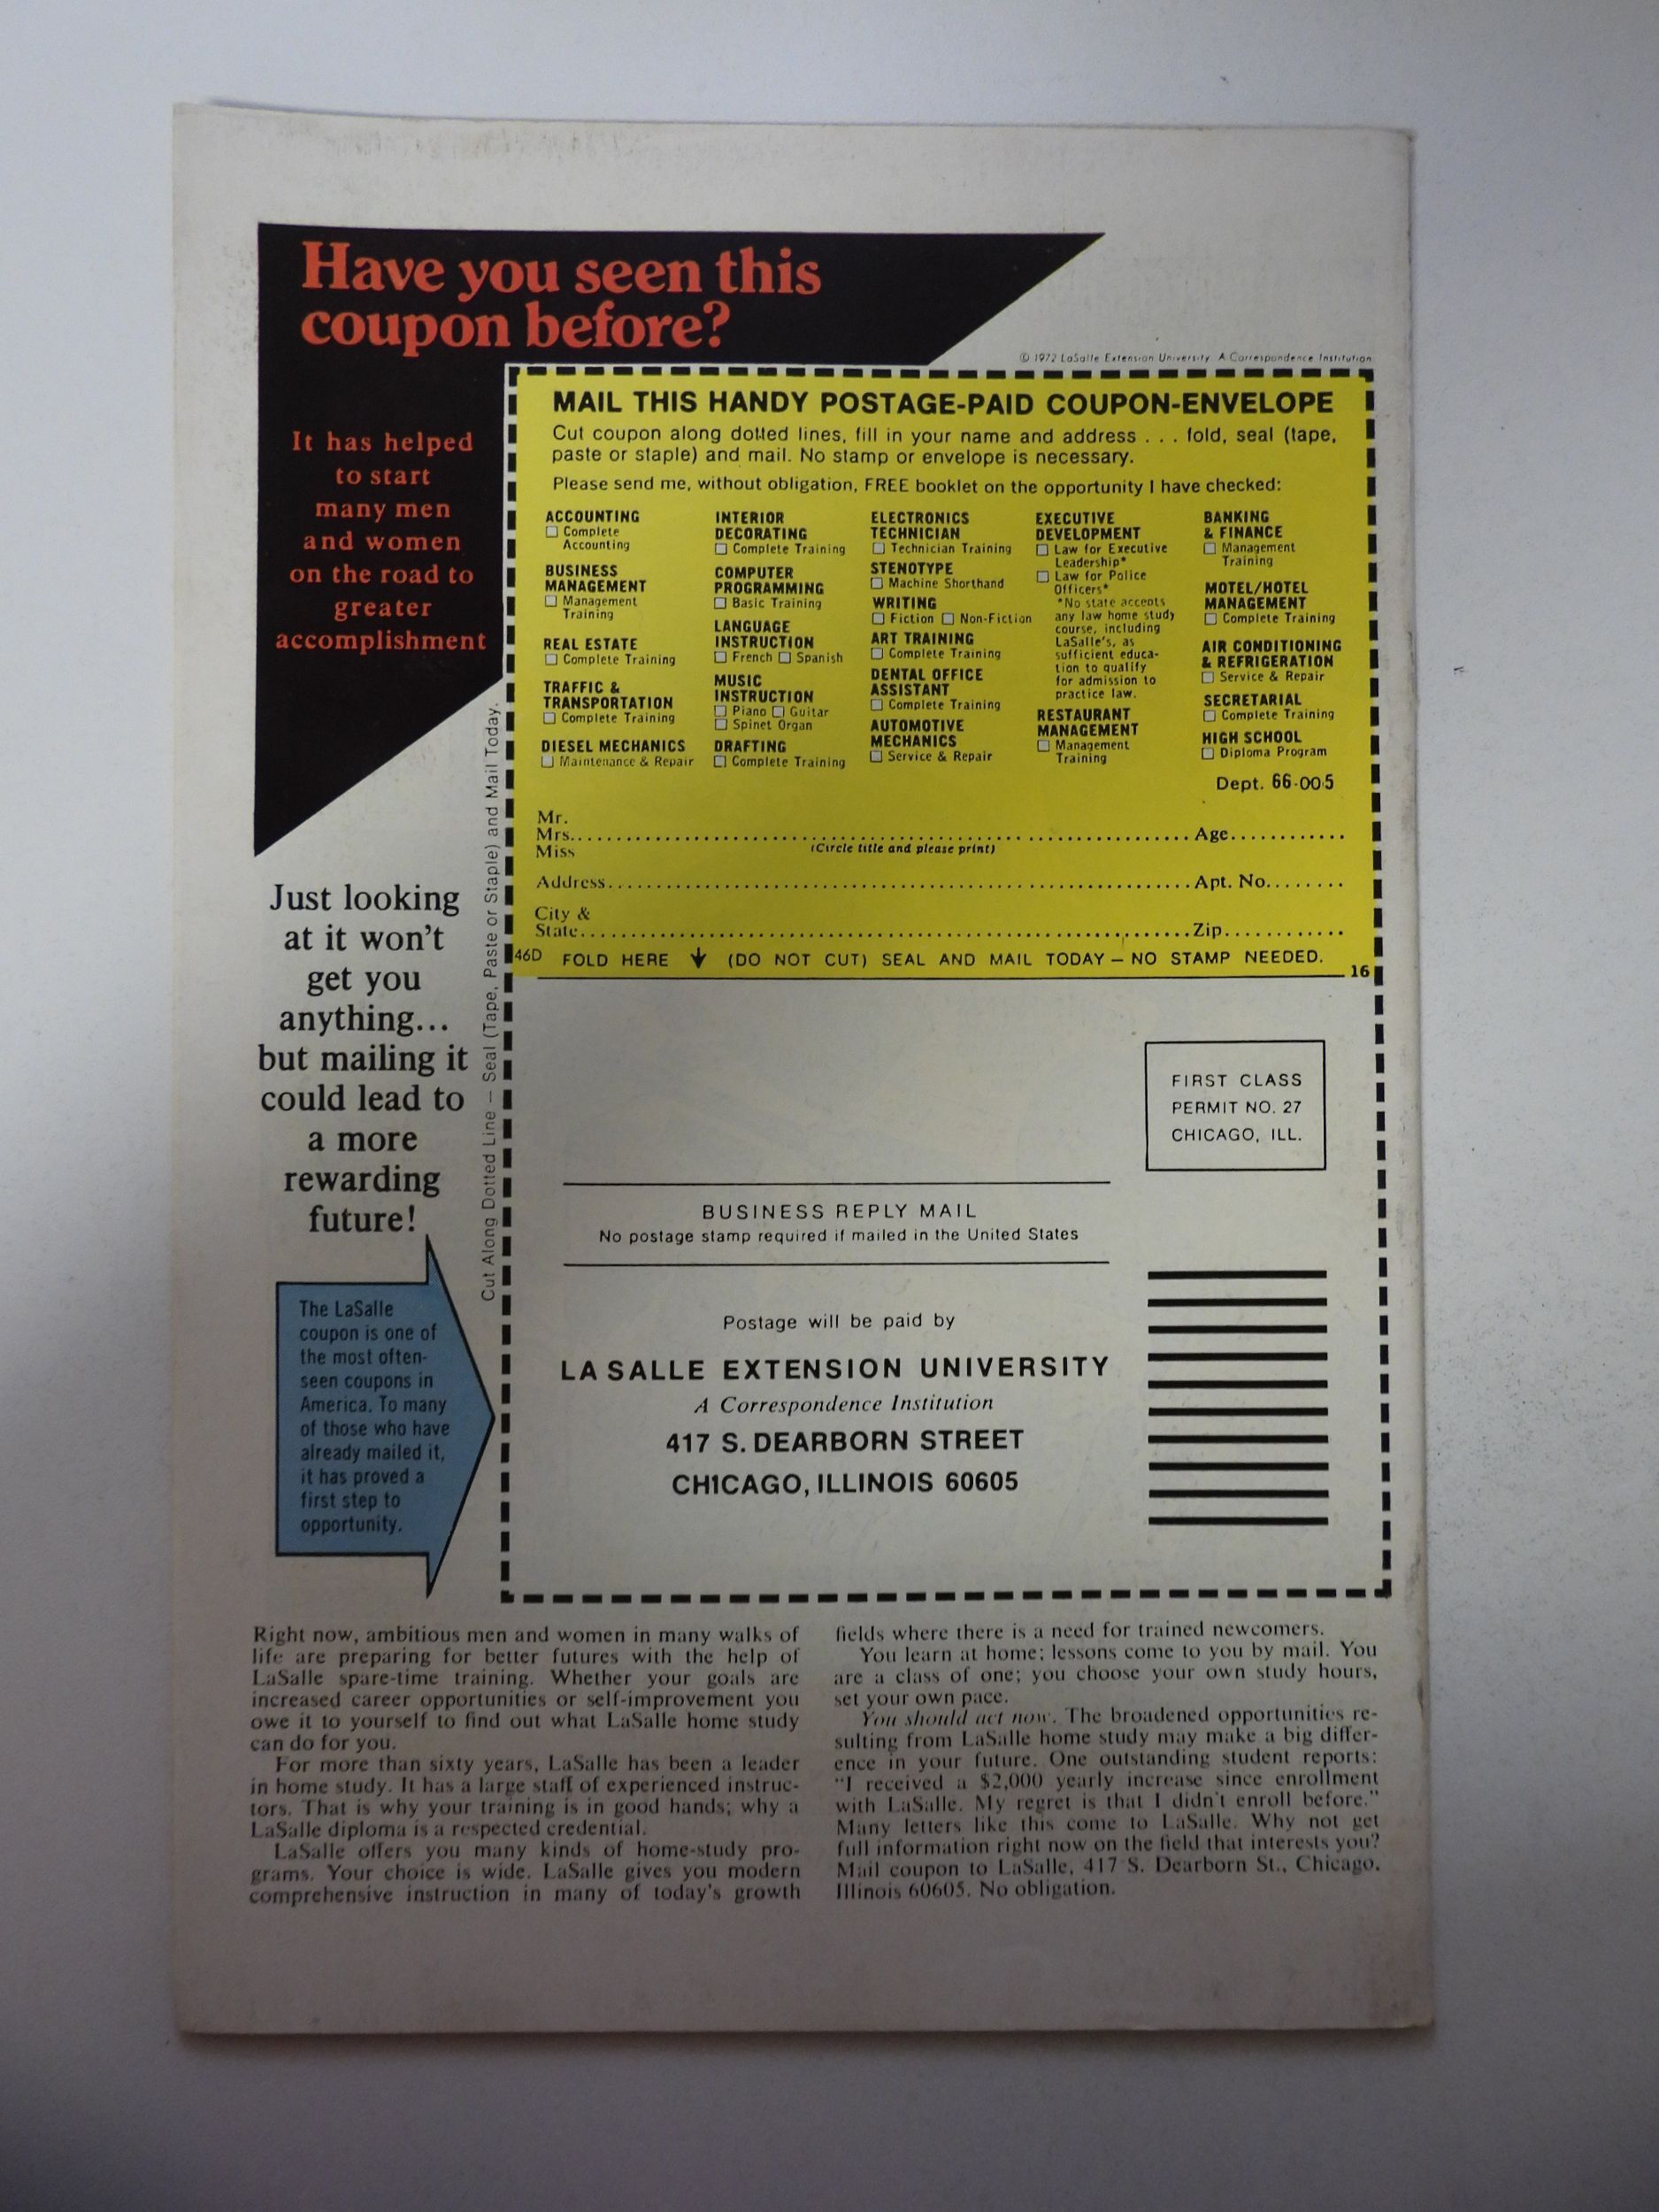 Have you seen this
coupon before?
It has helped
to start
many men
and women
on the road to
greater
accomplishment
Just looking
at it won't
get you
anything...
but mailing it
could lead to
a more
rewarding
future!
The LaSalle
coupon is one of
the most often-
seen coupons in
America. To many
of those who have
already mailed it,
it has proved a
first step to
opportunity.
Cut Along Dotted Line — Seal (Tape, Paste or Staple) and Mail Today.
© 1972 LaSalle Extension University A Correspondence Institution
MAIL THIS HANDY POSTAGE-PAID COUPON-ENVELOPE
Cut coupon along dotted lines, fill in your name and address . . . fold, seal (tape,
paste or staple) and mail. No stamp or envelope is necessary.
Please send me, without obligation, FREE booklet on the opportunity I have checked:
ACCOUNTING
☐ Complete
Accounting
BUSINESS
MANAGEMENT
☐ Management
Training
REAL ESTATE
☐ Complete Training
TRAFFIC &
TRANSPORTATION
☐ Complete Training
DIESEL MECHANICS
☐ Maintenance & Repair
INTERIOR
DECORATING
☐ Complete Training
COMPUTER
PROGRAMMING
☐ Basic Training
LANGUAGE
INSTRUCTION
☐ French ☐ Spanish
MUSIC
INSTRUCTION
☐ Piano ☐ Guitar
☐ Spinet Organ
DRAFTING
☐ Complete Training
ELECTRONICS
TECHNICIAN
☐ Technician Training
STENOTYPE
☐ Machine Shorthand
WRITING
☐ Fiction ☐ Non-Fiction
ART TRAINING
☐ Complete Training
DENTAL OFFICE
ASSISTANT
☐ Complete Training
AUTOMOTIVE
MECHANICS
☐ Service & Repair
EXECUTIVE
DEVELOPMENT
☐ Law for Executive
Leadership*
☐ Law for Police
Officers*
*No state accepts
any law home study
course, including
LaSalle's, as
sufficient educa-
tion to qualify
for admission to
practice law.
RESTAURANT
MANAGEMENT
☐ Management
Training
BANKING
& FINANCE
☐ Management
Training
MOTEL/HOTEL
MANAGEMENT
☐ Complete Training
AIR CONDITIONING
& REFRIGERATION
☐ Service & Repair
SECRETARIAL
☐ Complete Training
HIGH SCHOOL
☐ Diploma Program
Dept. 66-005
Mr.
Mrs. Age
Miss
(Circle title and please print)
Address Apt. No.
City &
State Zip
46D FOLD HERE ↓ (DO NOT CUT) SEAL AND MAIL TODAY — NO STAMP NEEDED.
16
FIRST CLASS
PERMIT NO. 27
CHICAGO, ILL.
BUSINESS REPLY MAIL
No postage stamp required if mailed in the United States
Postage will be paid by
LA SALLE EXTENSION UNIVERSITY
A Correspondence Institution
417 S. DEARBORN STREET
CHICAGO, ILLINOIS 60605
Right now, ambitious men and women in many walks of
life are preparing for better futures with the help of
LaSalle spare-time training. Whether your goals are
increased career opportunities or self-improvement you
owe it to yourself to find out what LaSalle home study
can do for you.
For more than sixty years, LaSalle has been a leader
in home study. It has a large staff of experienced instruc-
tors. That is why your training is in good hands; why a
LaSalle diploma is a respected credential.
LaSalle offers you many kinds of home-study pro-
grams. Your choice is wide. LaSalle gives you modern
comprehensive instruction in many of today's growth
fields where there is a need for trained newcomers.
You learn at home; lessons come to you by mail. You
are a class of one; you choose your own study hours,
set your own pace.
You should act now. The broadened opportunities re-
sulting from LaSalle home study may make a big differ-
ence in your future. One outstanding student reports:
"I received a $2,000 yearly increase since enrollment
with LaSalle. My regret is that I didn't enroll before."
Many letters like this come to LaSalle. Why not get
full information right now on the field that interests you?
Mail coupon to LaSalle, 417 S. Dearborn St., Chicago,
Illinois 60605. No obligation.